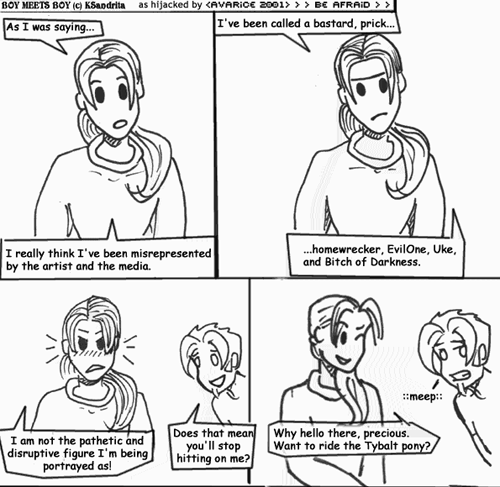 BOY MEETS BOY (c) KSandrita as hijacked by <AVARICE 2001> > > BE AFRAID > >
As I was saying...
I really think I've been misrepresented
by the artist and the media.
I've been called a bastard, prick...
...homewrecker, EvilOne, Uke,
and Bitch of Darkness.
I am not the pathetic and
disruptive figure I'm being
portrayed as!
Does that mean
you'll stop
hitting on me?
Why hello there, precious.
Want to ride the Tybalt pony?
::meep::